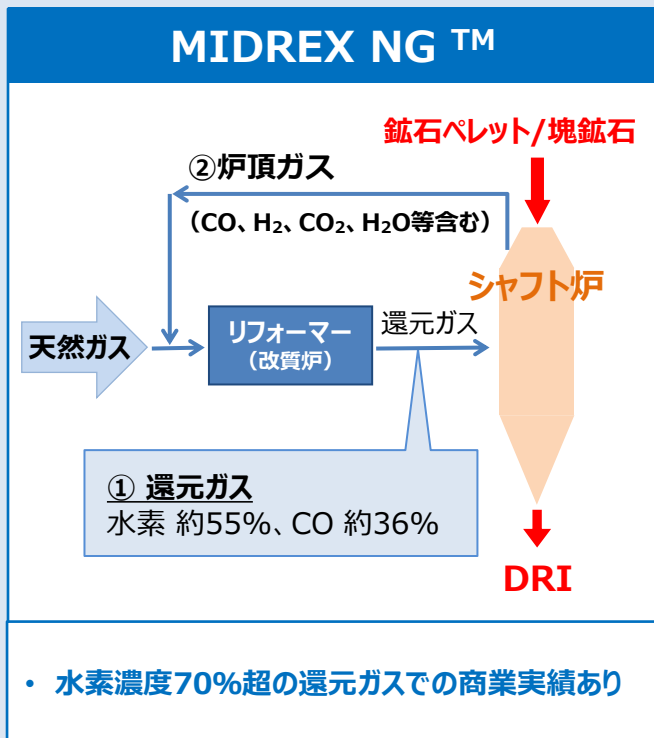 MIDREX NG ™
鉱石ペレット/塊鉱石
②炉頂ガス
（CO、H₂、CO₂、H₂O等含む）
シャフト炉
天然ガス
リフォーマー
（改質炉）
還元ガス
① 還元ガス
水素 約55%、CO 約36%
DRI
• 水素濃度70%超の還元ガスでの商業実績あり